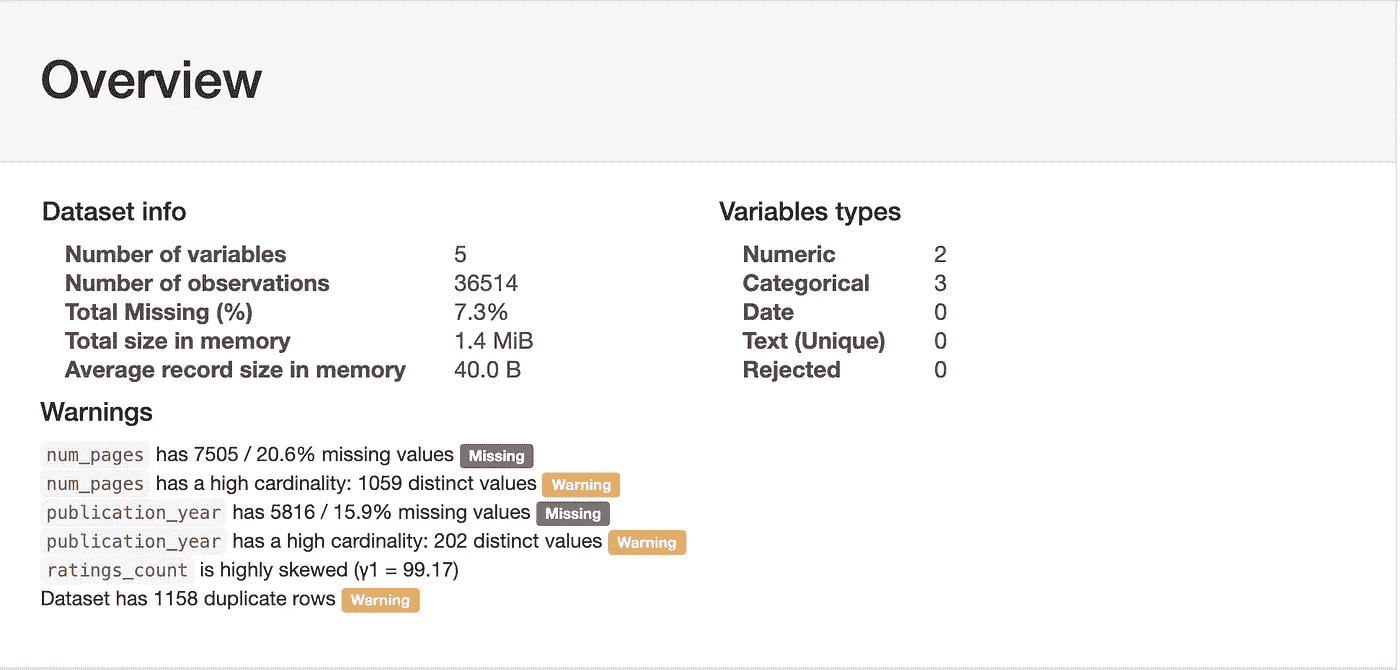 Overview
Dataset info
Number of variables 5
Number of observations 36514
Total Missing (%) 7.3%
Total size in memory 1.4 MiB
Average record size in memory 40.0 B
Variables types
Numeric 2
Categorical 3
Date 0
Text (Unique) 0
Rejected 0
Warnings
num_pages has 7505 / 20.6% missing values Missing
num_pages has a high cardinality: 1059 distinct values Warning
publication_year has 5816 / 15.9% missing values Missing
publication_year has a high cardinality: 202 distinct values Warning
ratings_count is highly skewed (γ1 = 99.17)
Dataset has 1158 duplicate rows Warning